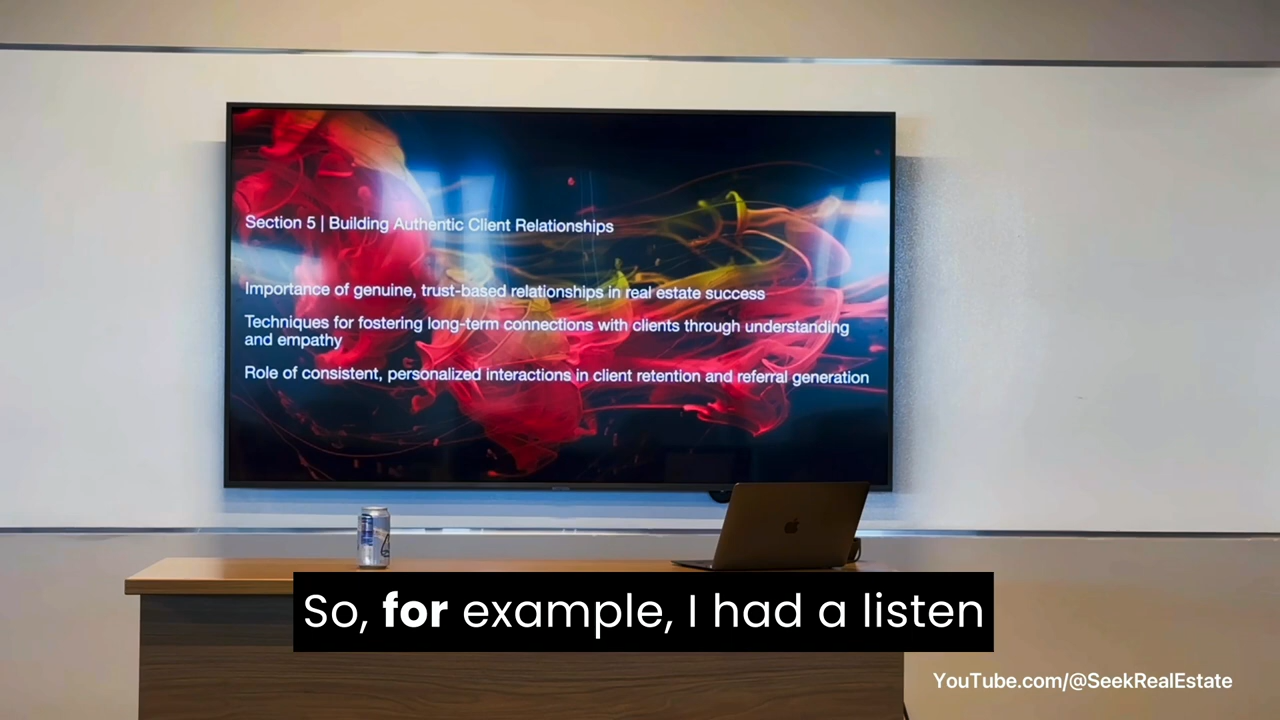 Section 5 | Building Authentic Client Relationships
Importance of genuine, trust-based relationships in real estate success
Techniques for fostering long-term connections with clients through understanding
and empathy
Role of consistent, personalized interactions in client retention and referral generation
So, for example, I had a listen
YouTube.com/@SeekRealEstate